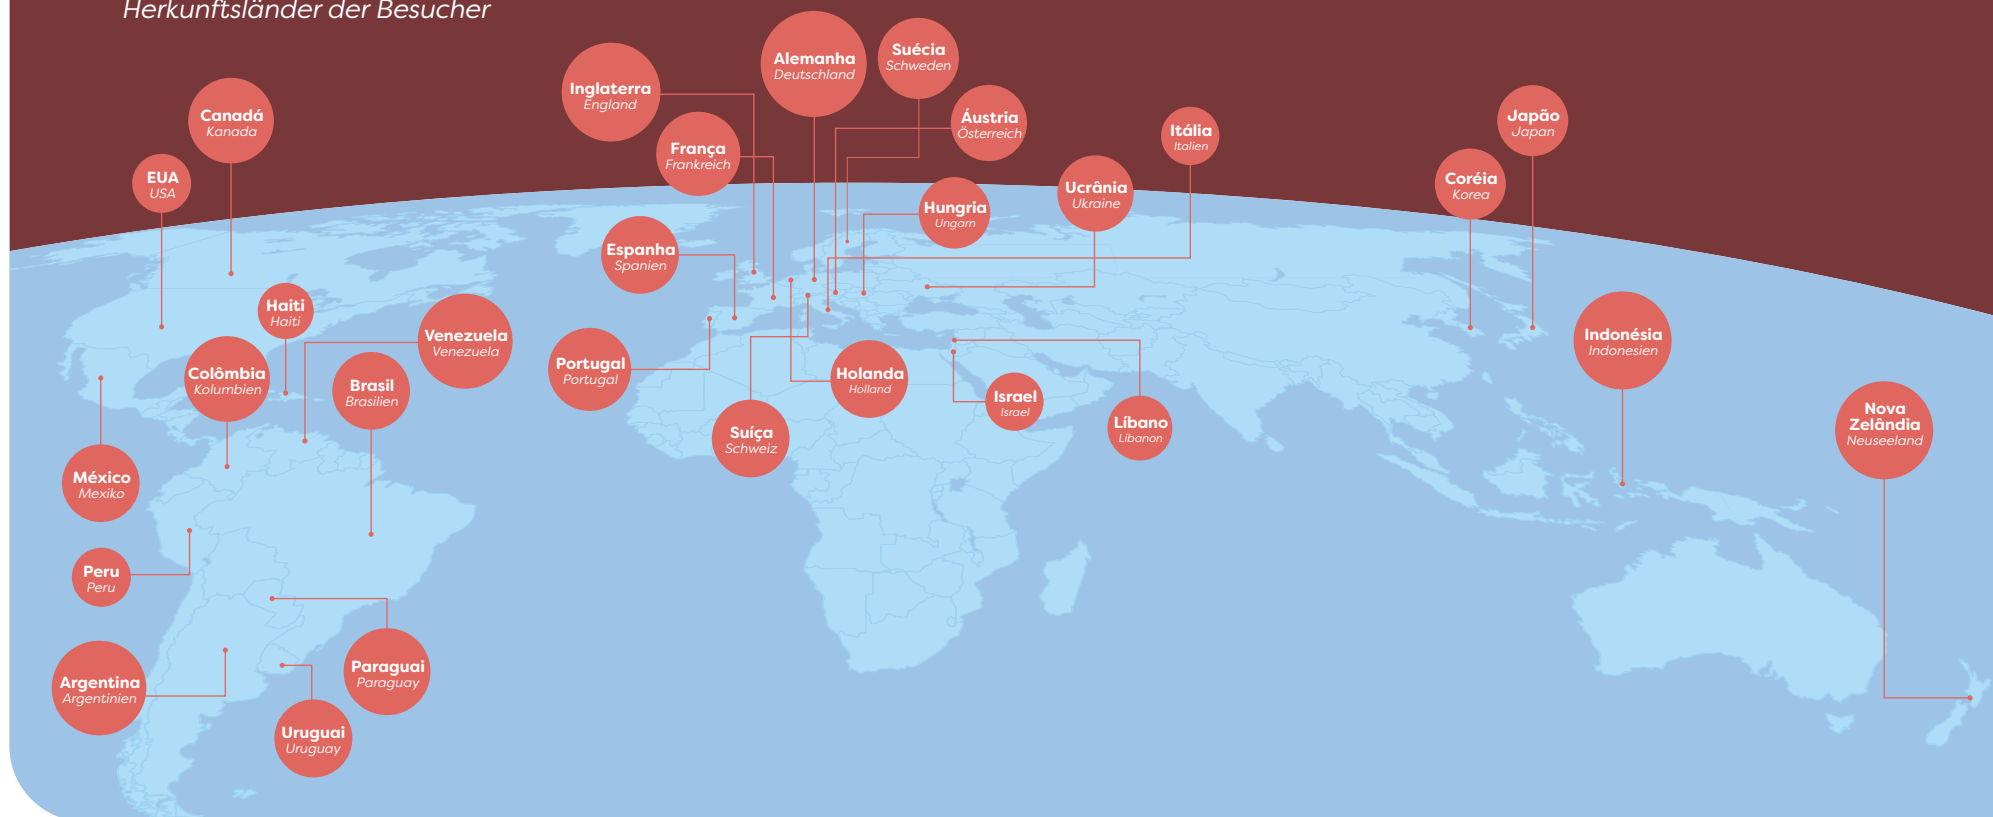 Herkunftsländer der Besucher
Alemanha
Deutschland
Suécia
Schweden
Inglaterra
England
Canadá
Kanada
França
Frankreich
Áustria
Österreich
Itália
Italien
Japão
Japan
EUA
USA
Coréia
Korea
Hungria
Ungarn
Ucrânia
Ukraine
Espanha
Spanien
Haiti
Haiti
Venezuela
Venezuela
Indonésia
Indonesien
Colômbia
Kolumbien
Brasil
Brasilien
Portugal
Portugal
Holanda
Holland
Israel
Israel
Líbano
Libanon
Nova
Zelândia
Neuseeland
Suíça
Schweiz
México
Mexiko
Peru
Peru
Argentina
Argentinien
Paraguai
Paraguay
Uruguai
Uruguay